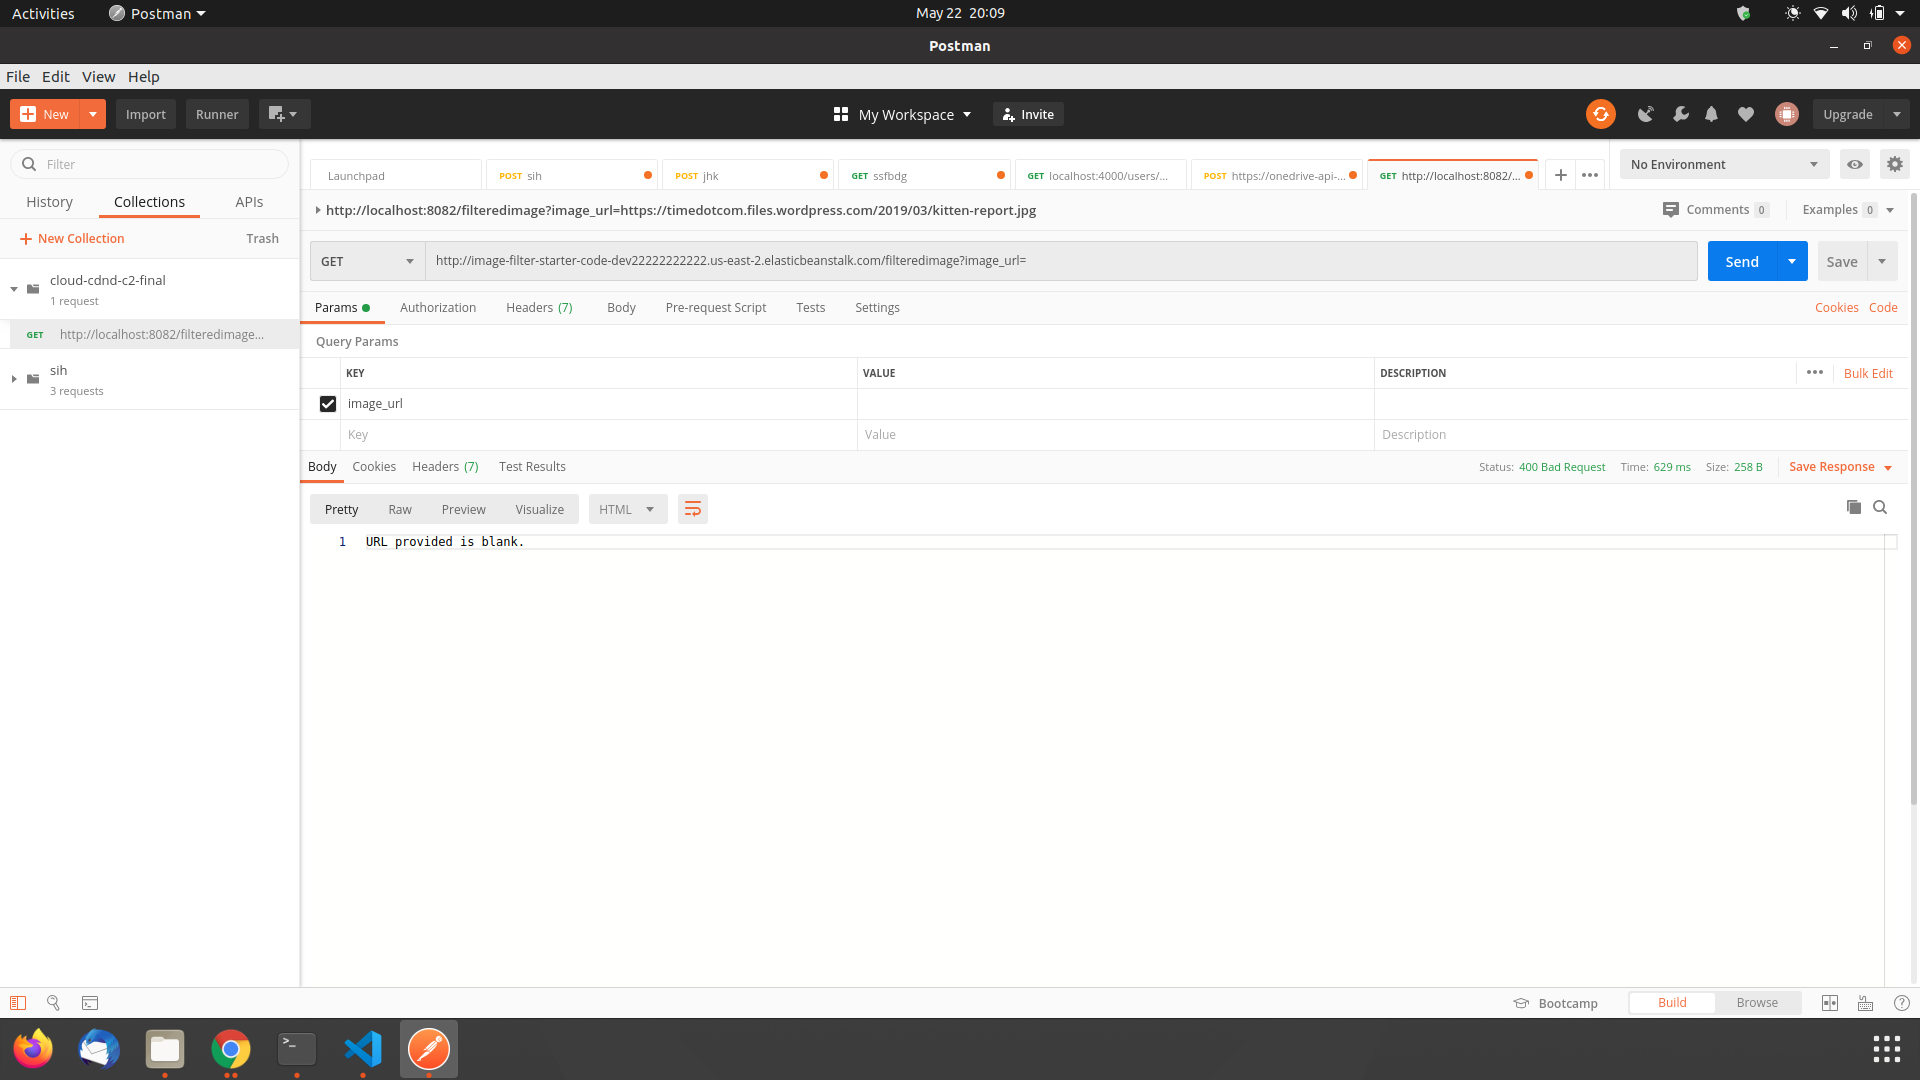 Activities Postman May 22 20:09
Postman
File Edit View Help
New Import Runner My Workspace Invite Upgrade
Filter
History Collections APIs
New Collection Trash
cloud-cdnd-c2-final
1 request
GET http://localhost:8082/filteredimage...
sih
3 requests
Launchpad POST sih POST jhk GET ssfbdg GET localhost:4000/users/... POST https://onedrive-api-... GET http://localhost:8082/... No Environment
http://localhost:8082/filteredimage?image_url=https://timedotcom.files.wordpress.com/2019/03/kitten-report.jpg Comments 0 Examples 0
GET http://image-filter-starter-code-dev22222222222.us-east-2.elasticbeanstalk.com/filteredimage?image_url= Send Save
Params Authorization Headers (7) Body Pre-request Script Tests Settings Cookies Code
Query Params
KEY VALUE DESCRIPTION Bulk Edit
image_url
Key Value Description
Body Cookies Headers (7) Test Results Status: 400 Bad Request Time: 629 ms Size: 258 B Save Response
Pretty Raw Preview Visualize HTML
1 URL provided is blank.
Bootcamp Build Browse